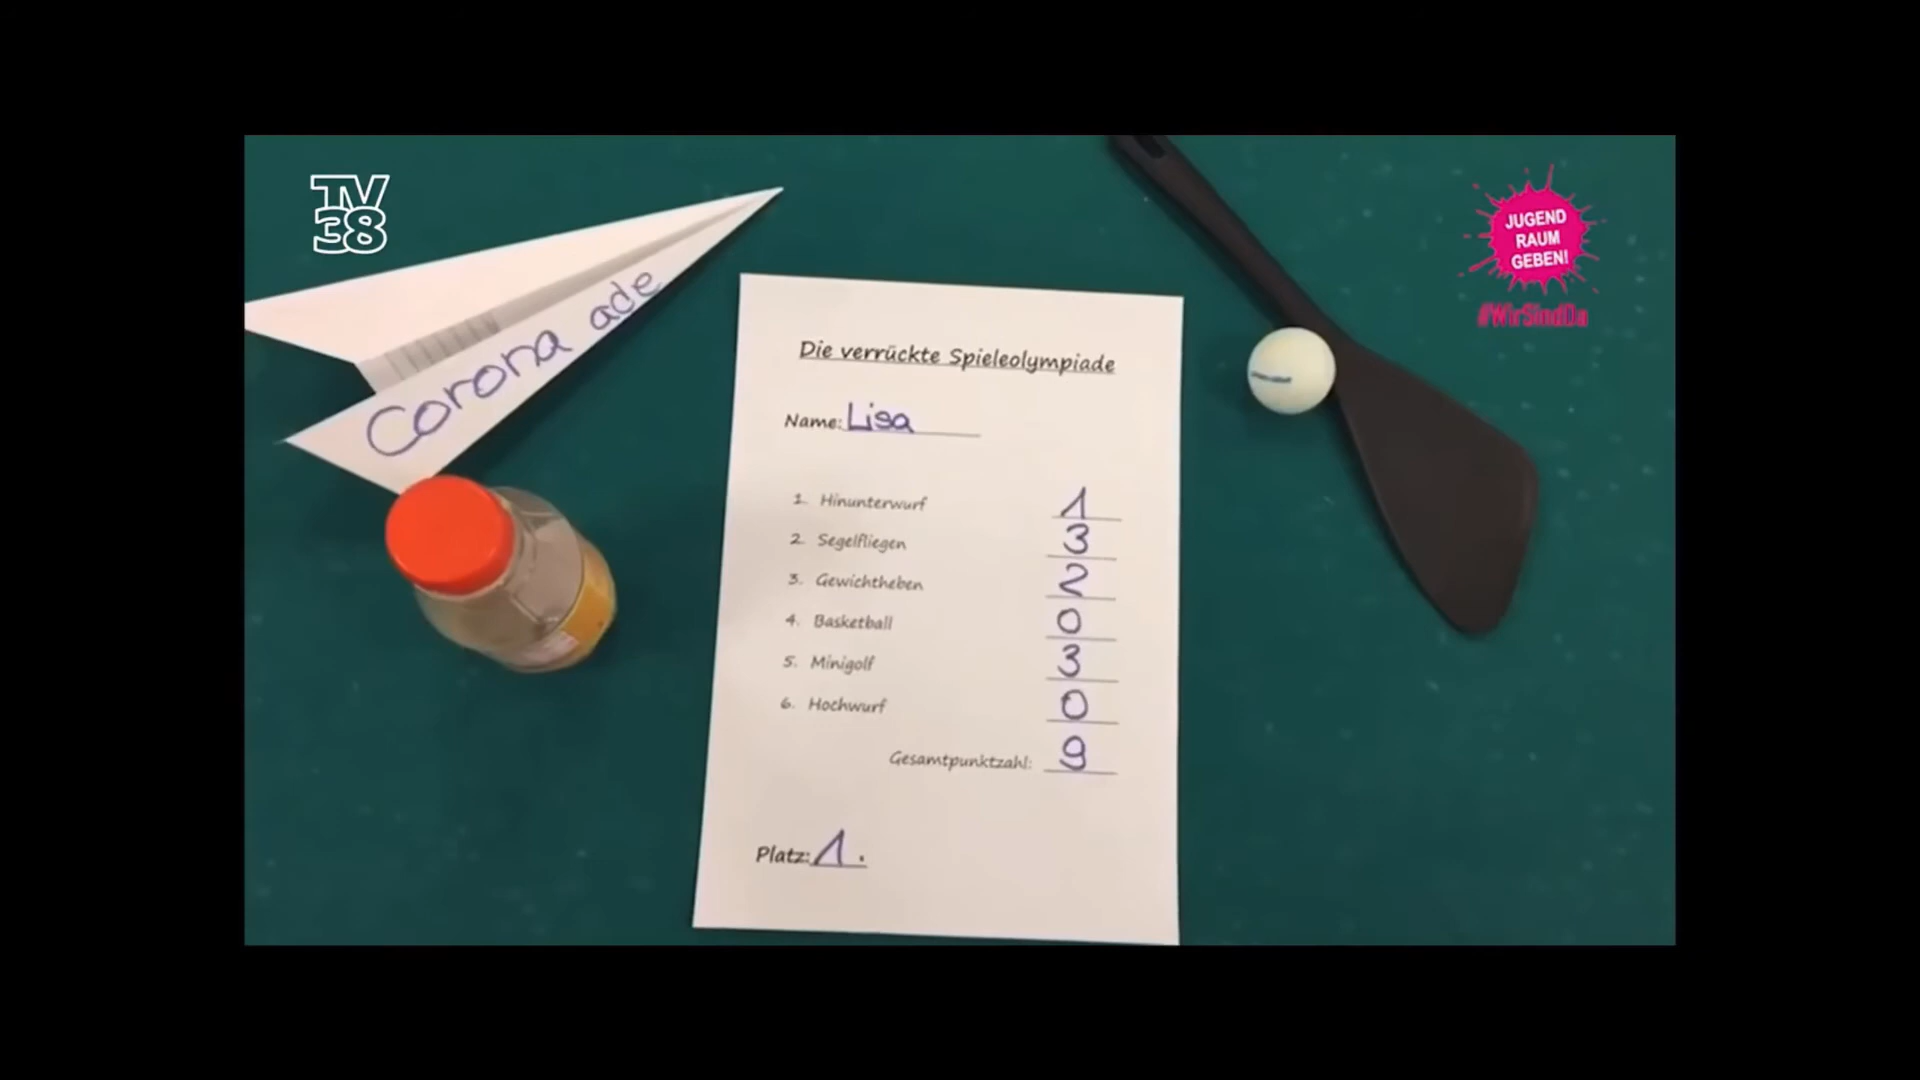 TV
38
JUGEND
RAUM
GEBEN!
#WirSindDa
Corona ade
Die verrückte Spieleolympiade
Name: Lisa
1. Hinunterwurf 1
2. Segelfliegen 3
3. Gewichtheben 2
4. Basketball 0
5. Minigolf 3
6. Hochwurf 0
Gesamtpunktzahl: 9
Platz: 1.